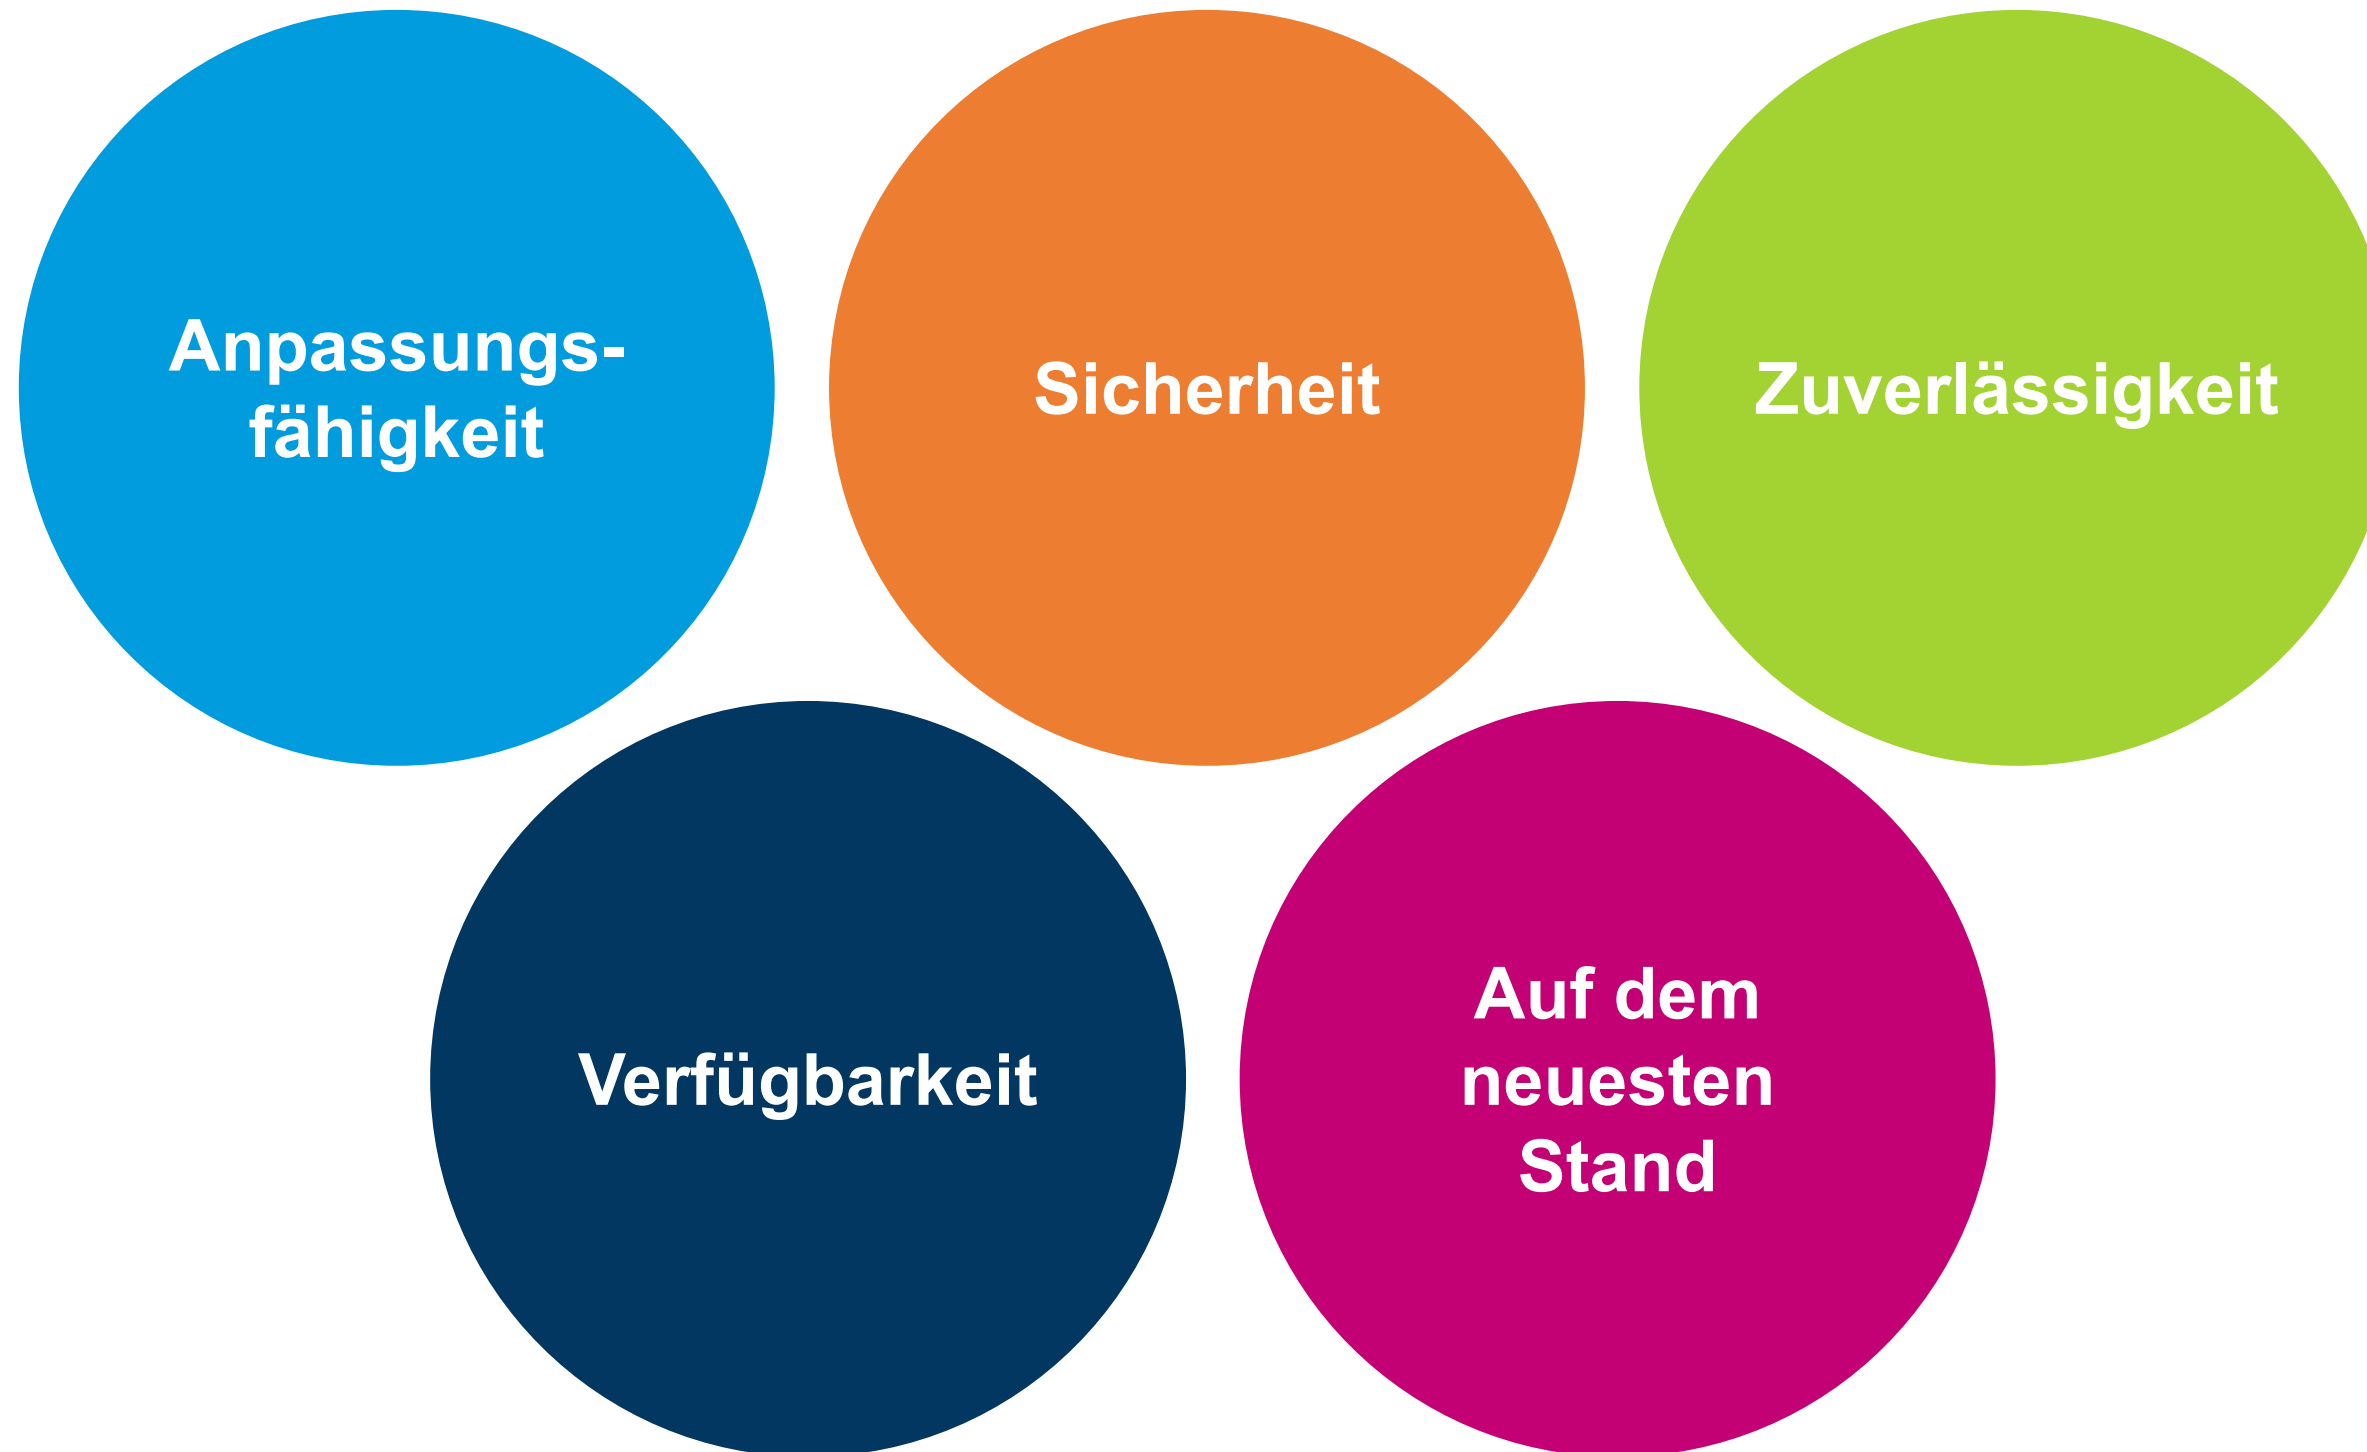 Anpassungs-
fähigkeit
Sicherheit
Zuverlässigkeit
Verfügbarkeit
Auf dem
neuesten
Stand